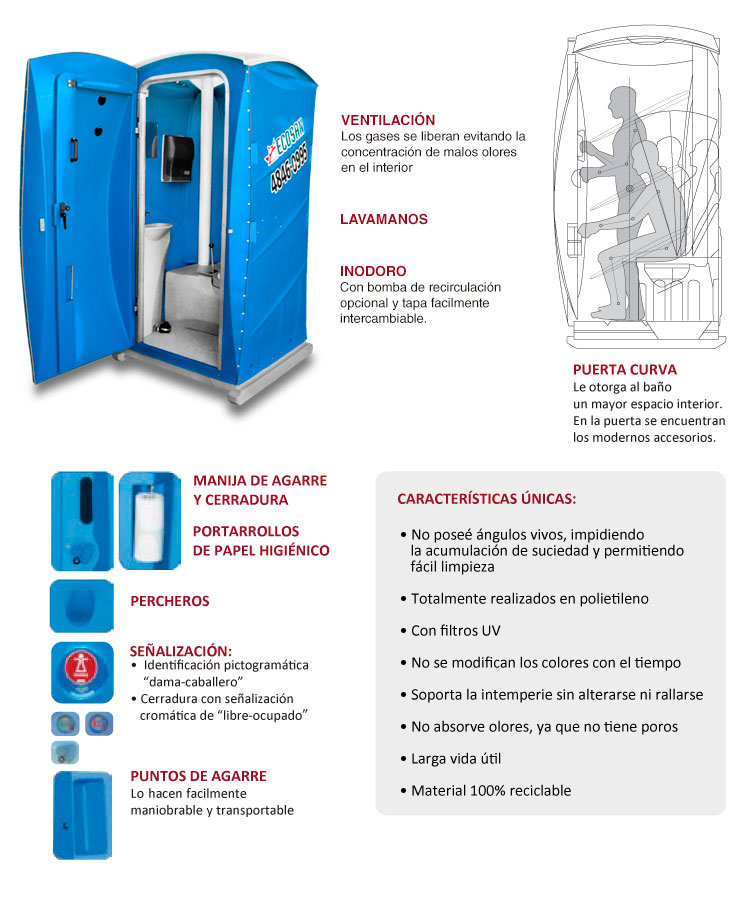 ECOSAN
4846-0995
VENTILACIÓN
Los gases se liberan evitando la
concentración de malos olores
en el interior
LAVAMANOS
INODORO
Con bomba de recirculación
opcional y tapa facilmente
intercambiable.
PUERTA CURVA
Le otorga al baño
un mayor espacio interior.
En la puerta se encuentran
los modernos accesorios.
MANIJA DE AGARRE
Y CERRADURA
PORTARROLLOS
DE PAPEL HIGIÉNICO
PERCHEROS
SEÑALIZACIÓN:
• Identificación pictogramática
“dama-caballero”
• Cerradura con señalización
cromática de “libre-ocupado”
PUNTOS DE AGARRE
Lo hacen facilmente
maniobrable y transportable
CARACTERÍSTICAS ÚNICAS:
• No poseé ángulos vivos, impidiendo
la acumulación de suciedad y permitiendo
fácil limpieza
• Totalmente realizados en polietileno
• Con filtros UV
• No se modifican los colores con el tiempo
• Soporta la intemperie sin alterarse ni rallarse
• No absorve olores, ya que no tiene poros
• Larga vida útil
• Material 100% reciclable